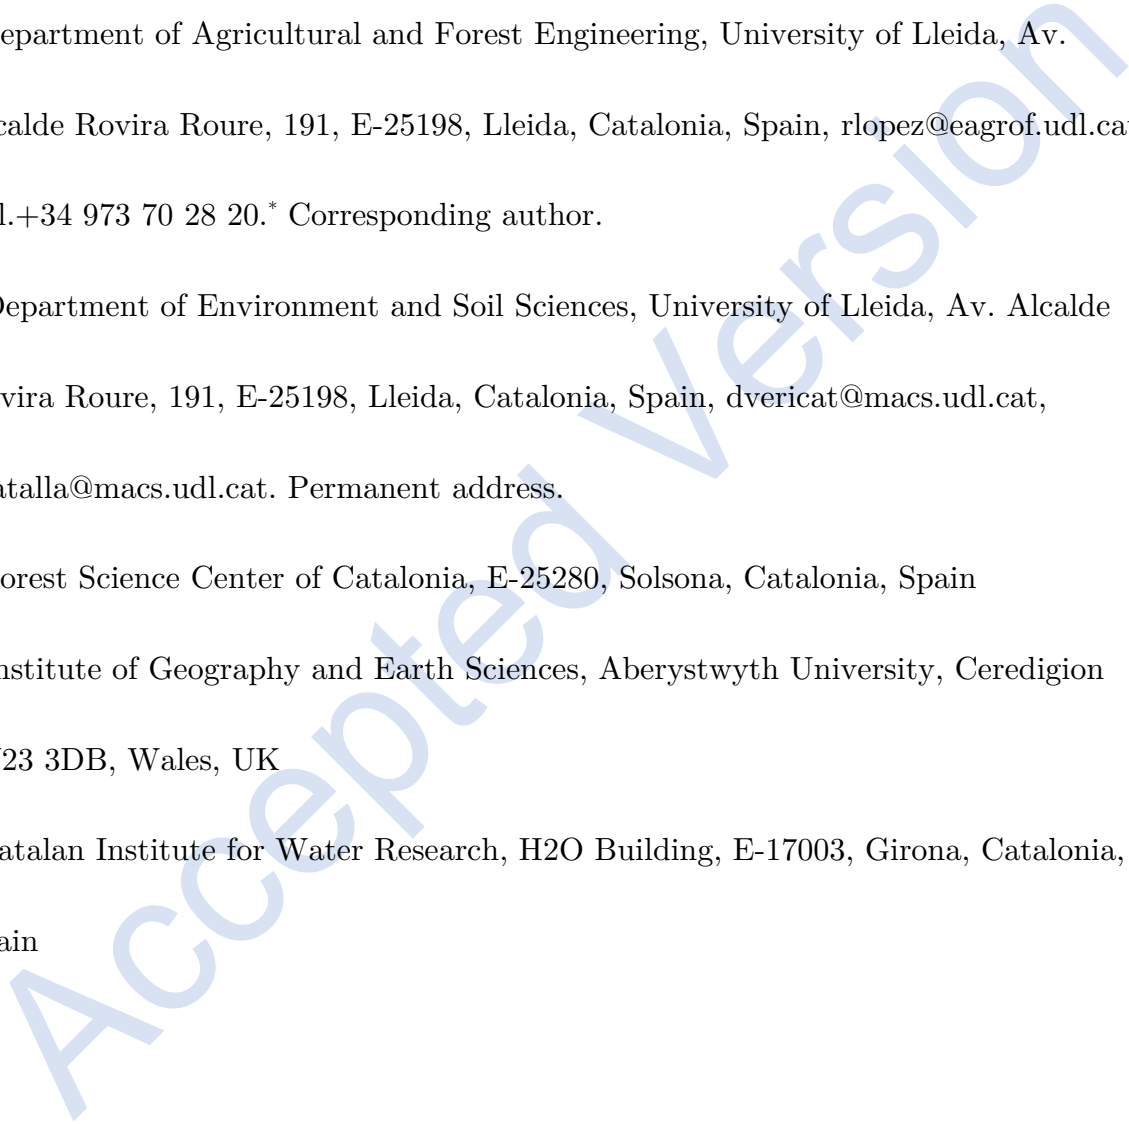 epartment of Agricultural and Forest Engineering, University of Lleida, Av.
calde Rovira Roure, 191, E-25198, Lleida, Catalonia, Spain, rlopez@eagrof.udl.cat
l.+34 973 70 28 20.* Corresponding author.
Department of Environment and Soil Sciences, University of Lleida, Av. Alcalde
vira Roure, 191, E-25198, Lleida, Catalonia, Spain, dvericat@macs.udl.cat,
atalla@macs.udl.cat. Permanent address.
orest Science Center of Catalonia, E-25280, Solsona, Catalonia, Spain
nstitute of Geography and Earth Sciences, Aberystwyth University, Ceredigion
Y23 3DB, Wales, UK
atalan Institute for Water Research, H2O Building, E-17003, Girona, Catalonia,
ain
Accepted Version